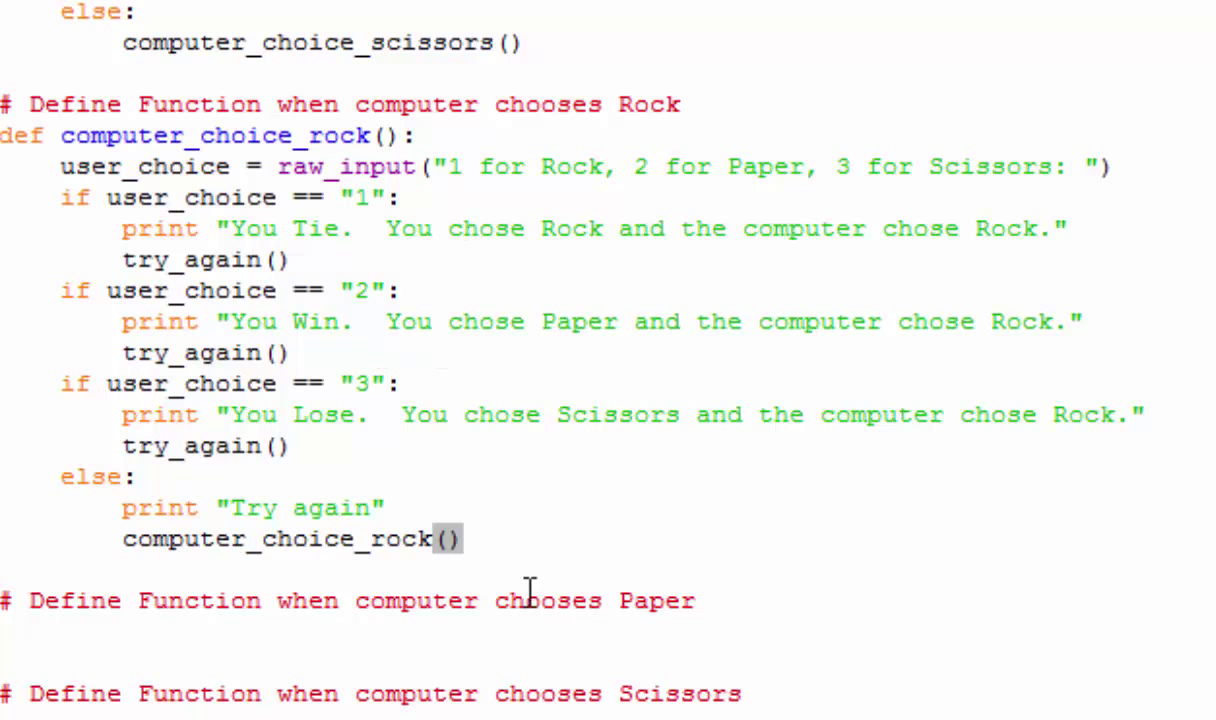 else:
computer_choice_scissors()
# Define Function when computer chooses Rock
def computer_choice_rock():
user_choice = raw_input("1 for Rock, 2 for Paper, 3 for Scissors: ")
if user_choice == "1":
print "You Tie.  You chose Rock and the computer chose Rock."
try_again()
if user_choice == "2":
print "You Win.  You chose Paper and the computer chose Rock."
try_again()
if user_choice == "3":
print "You Lose.  You chose Scissors and the computer chose Rock."
try_again()
else:
print "Try again"
computer_choice_rock()
# Define Function when computer chooses Paper
# Define Function when computer chooses Scissors